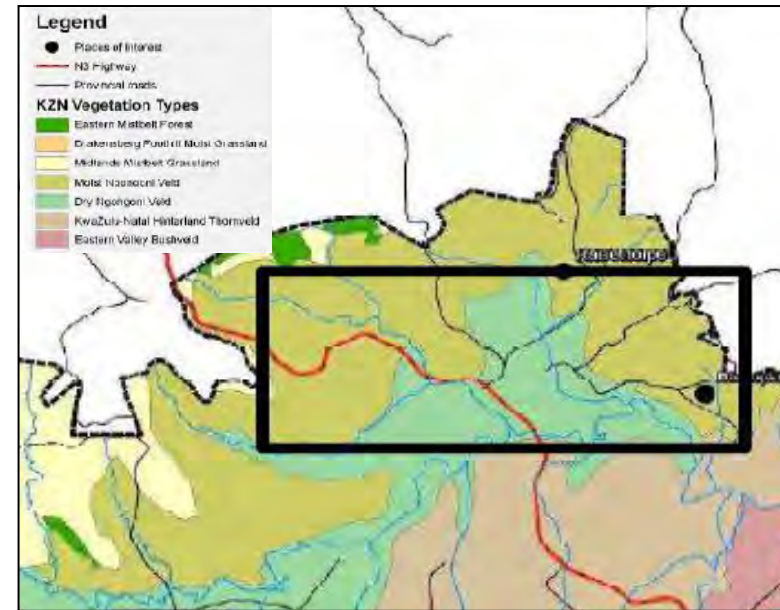 Legend
Places of Interest
N3 Highway
Provincial roads
KZN Vegetation Types
Eastern Mistbelt Forest
Drakensberg Foothill Moist Grassland
Midlands Mistbelt Grassland
Moist Ngongoni Veld
Dry Ngongoni Veld
KwaZulu-Natal Hinterland Thornveld
Eastern Valley Bushveld